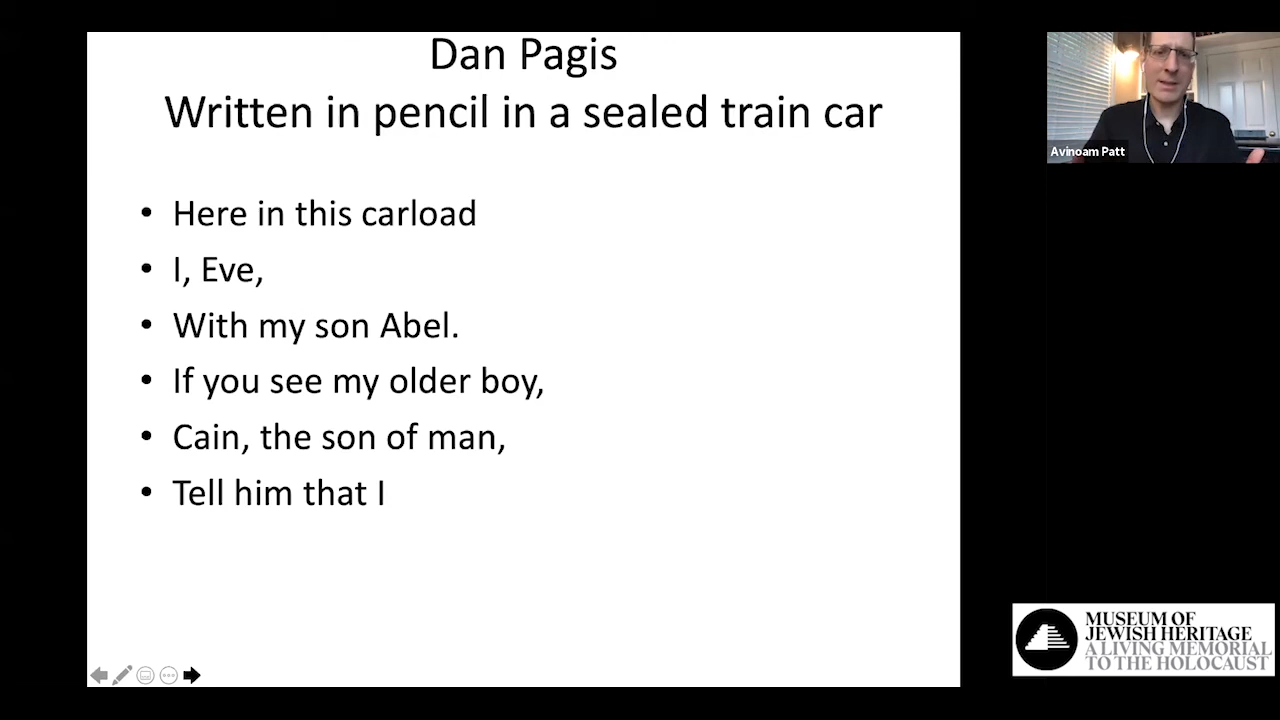 Dan Pagis
Written in pencil in a sealed train car
• Here in this carload
• I, Eve,
• With my son Abel.
• If you see my older boy,
• Cain, the son of man,
• Tell him that I
Avinoam Patt
MUSEUM OF
JEWISH HERITAGE
A LIVING MEMORIAL
TO THE HOLOCAUST